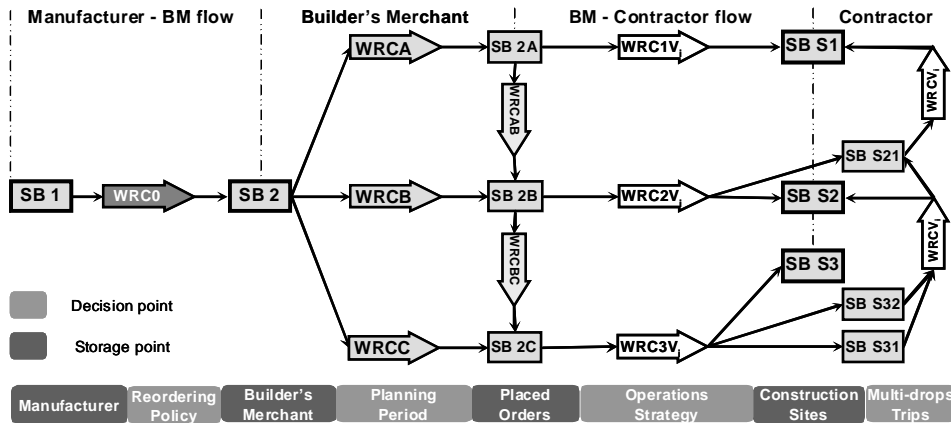 Manufacturer - BM flow
Builder's Merchant
BM - Contractor flow
Contractor
WRCA
SB 2A
WRC1Vj
SB S1
WRCVj
WRCAB
SB S21
SB 1
WRC0
SB 2
WRCB
SB 2B
WRC2Vj
SB S2
WRCVj
WRCBC
SB S3
Decision point
SB S32
Storage point
WRCC
SB 2C
WRC3Vj
SB S31
Manufacturer
Reordering
Policy
Builder's
Merchant
Planning
Period
Placed
Orders
Operations
Strategy
Construction
Sites
Multi-drops
Trips